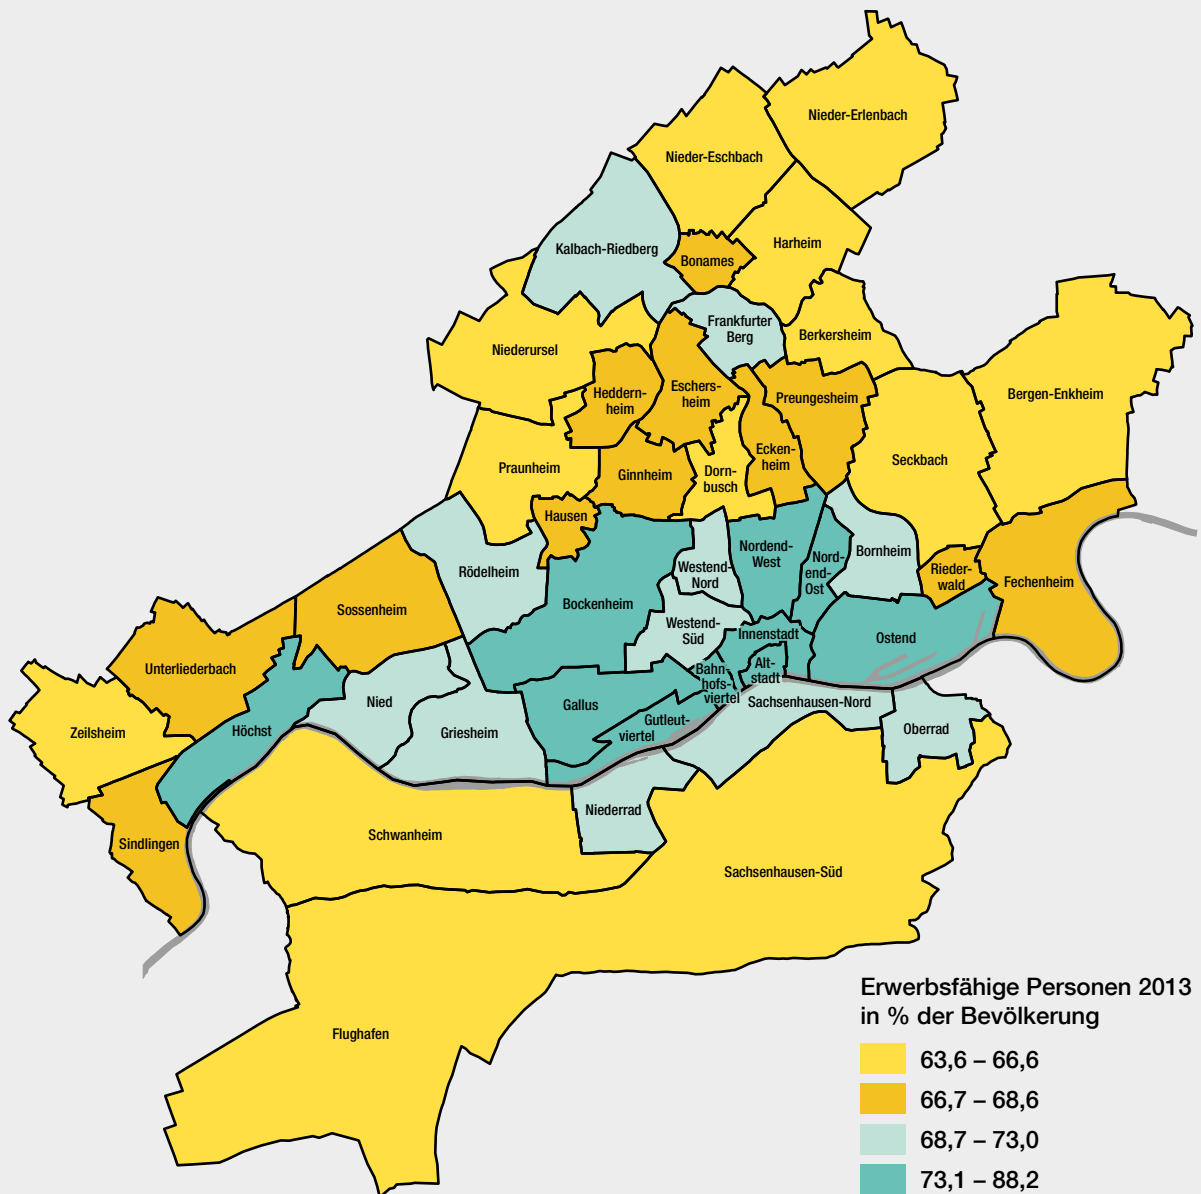 Nieder-Erlenbach
Nieder-Eschbach
Harheim
Kalbach-Riedberg
Bonames
Frankfurter
Berg
Berkersheim
Niederursel
Heddern-
heim
Eschers-
heim
Preungesheim
Bergen-Enkheim
Praunheim
Ginnheim
Dorn-
busch
Ecken-
heim
Seckbach
Hausen
Rödelheim
Westend-
Nord
Nordend-
West
Nord-
end-
Ost
Bornheim
Rieder-
wald
Fechenheim
Sossenheim
Bockenheim
Westend-
Süd
Innenstadt
Ostend
Unterliederbach
Bahn-
hofs-
viertel
Alt-
stadt
Zeilsheim
Höchst
Nied
Griesheim
Gallus
Gutleut-
viertel
Sachsenhausen-Nord
Oberrad
Sindlingen
Schwanheim
Niederrad
Sachsenhausen-Süd
Flughafen
Erwerbsfähige Personen 2013
in % der Bevölkerung
63,6 – 66,6
66,7 – 68,6
68,7 – 73,0
73,1 – 88,2